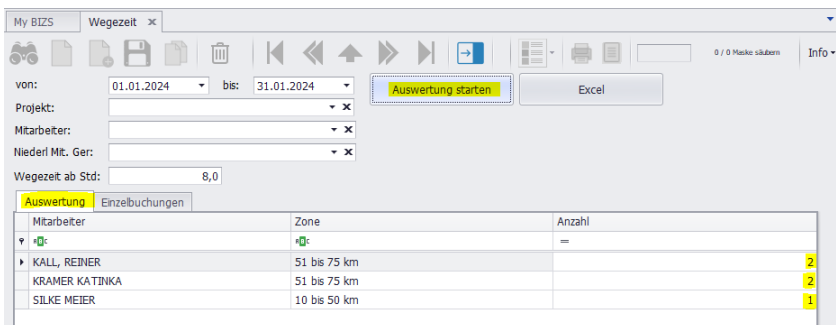 My BIZS Wegezeit x
0 / 0 Maske säubern Info
von: 01.01.2024 bis: 31.01.2024 Auswertung starten Excel
Projekt:
Mitarbeiter:
Niederl Mit. Ger:
Wegezeit ab Std: 8,0
Auswertung Einzelbuchungen
Mitarbeiter Zone Anzahl
ABC ABC =
KALL, REINER 51 bis 75 km 2
KRAMER KATINKA 51 bis 75 km 2
SILKE MEIER 10 bis 50 km 1